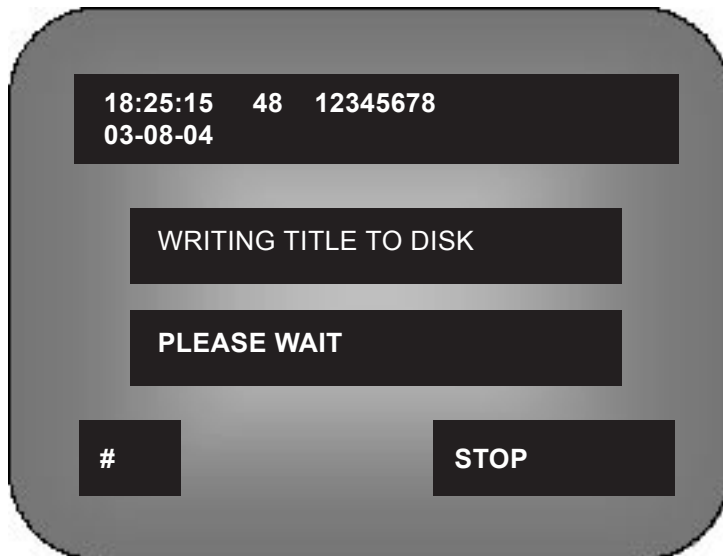 18:25:15 48 12345678
03-08-04
WRITING TITLE TO DISK
PLEASE WAIT
# STOP